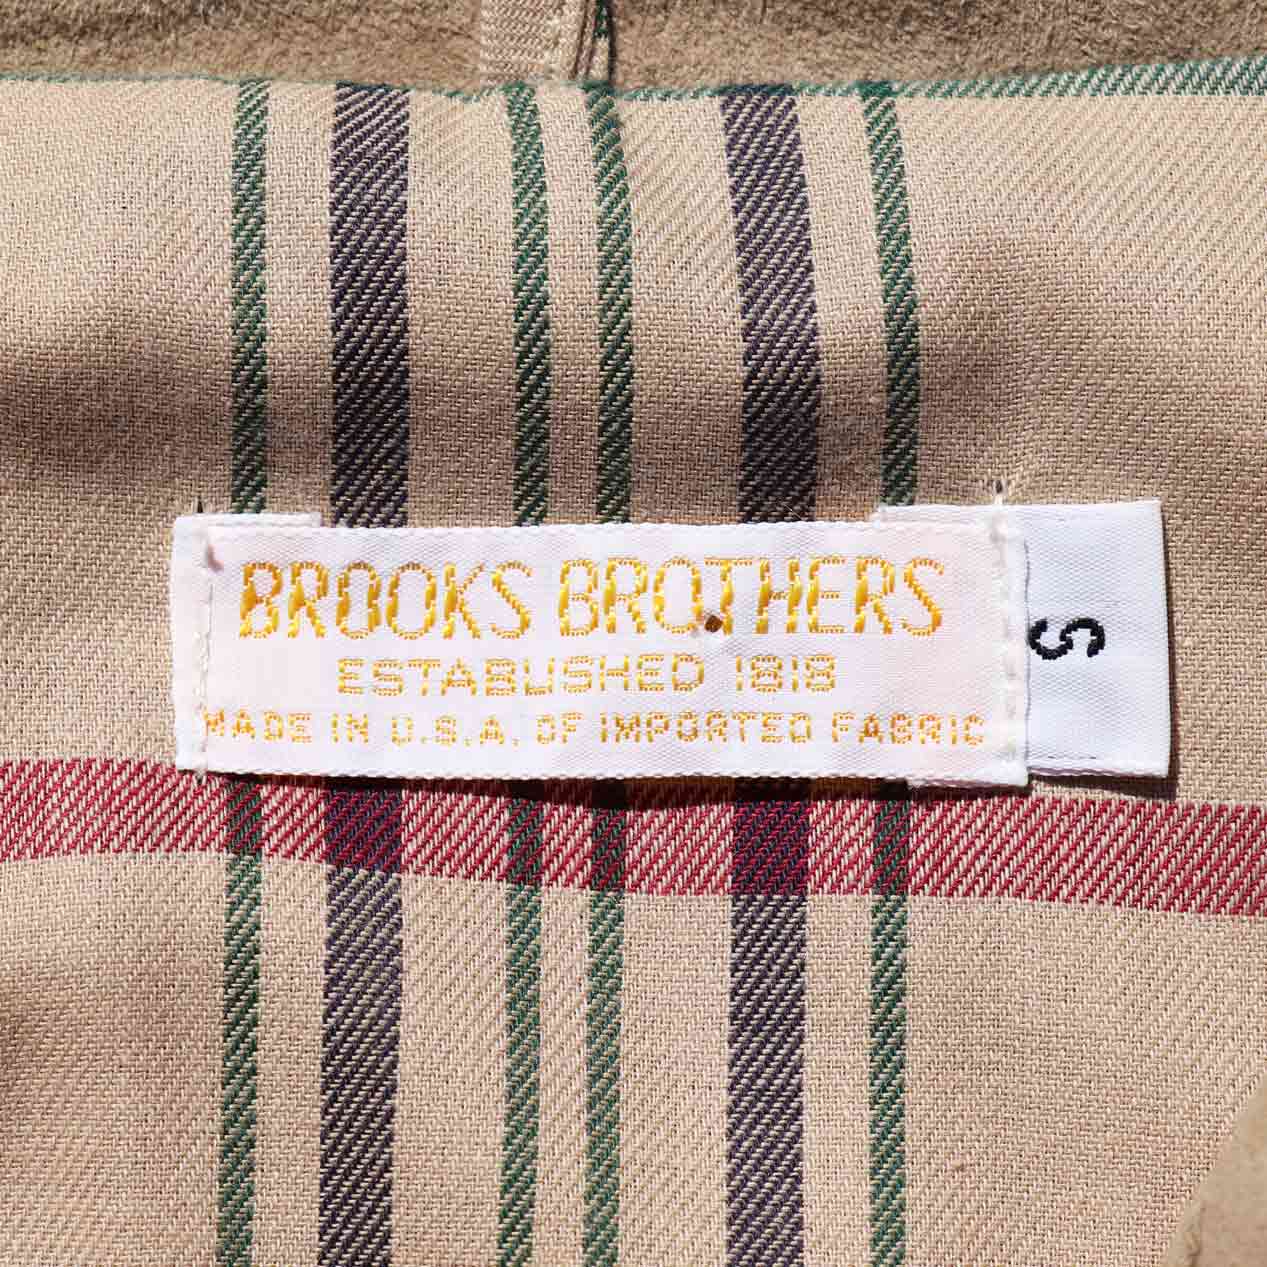 BROOKS BROTHERS
ESTABLISHED 1818
MADE IN U.S.A. OF IMPORTED FABRIC
S